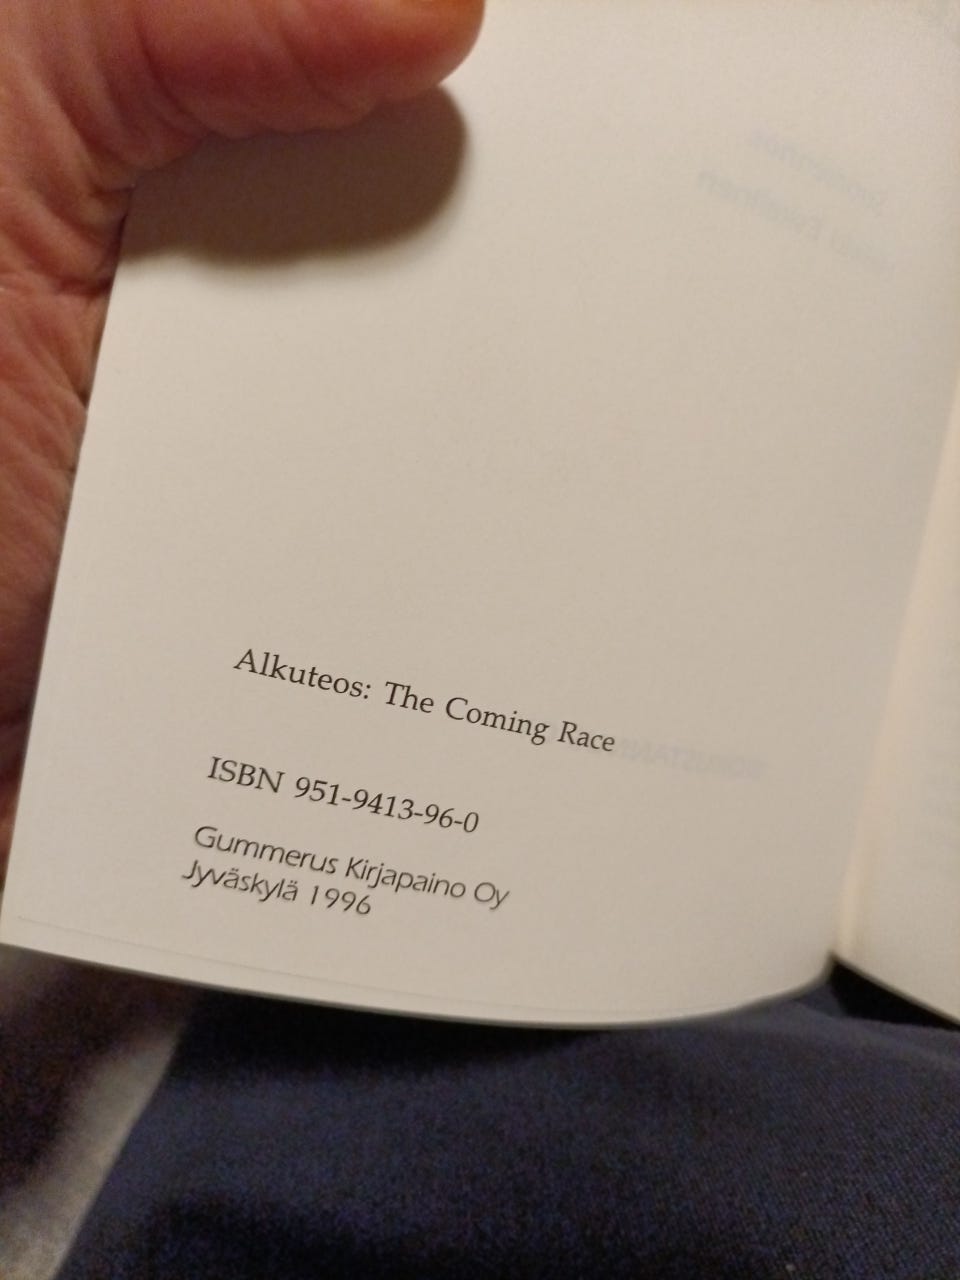 Alkuteos: The Coming Race
ISBN 951-9413-96-0
Gummerus Kirjapaino Oy
Jyväskylä 1996